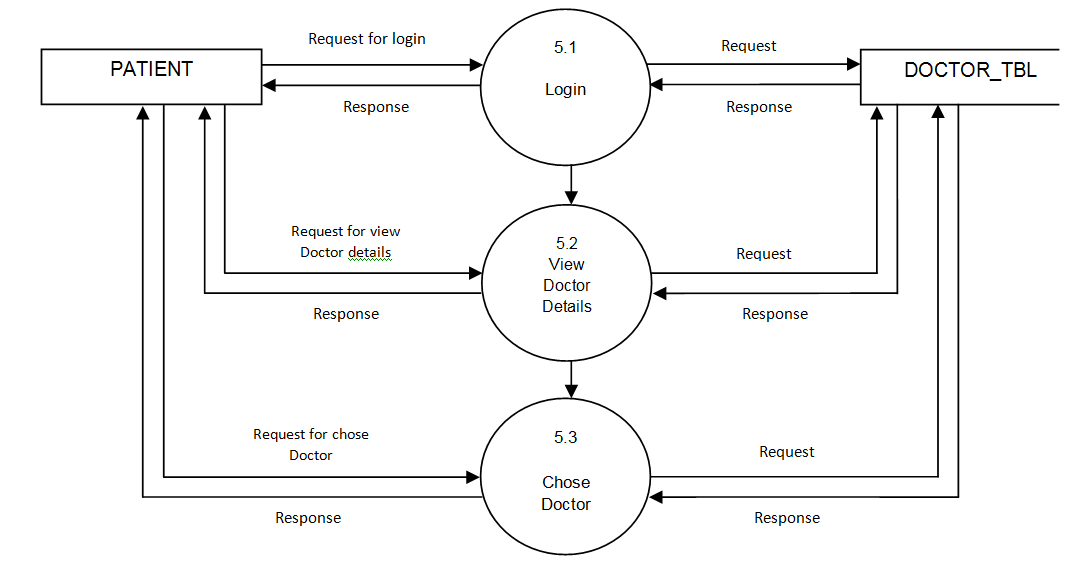 Request for login
5.1
Request
PATIENT
DOCTOR_TBL
Login
Response
Response
Request for view
Doctor details
5.2
View
Doctor
Details
Request
Response
Response
Request for chose
Doctor
5.3
Request
Chose
Doctor
Response
Response